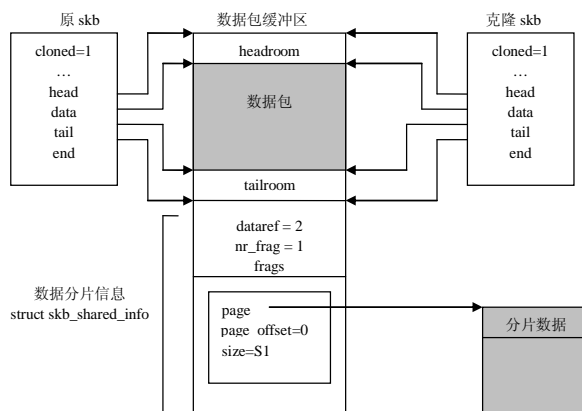 原 skb
数据包缓冲区
克隆 skb
cloned=1
…
head
data
tail
end
headroom
数据包
tailroom
cloned=1
…
head
data
tail
end
dataref = 2
nr_frag = 1
frags
数据分片信息
struct skb_shared_info
page
page_offset=0
size=S1
分片数据